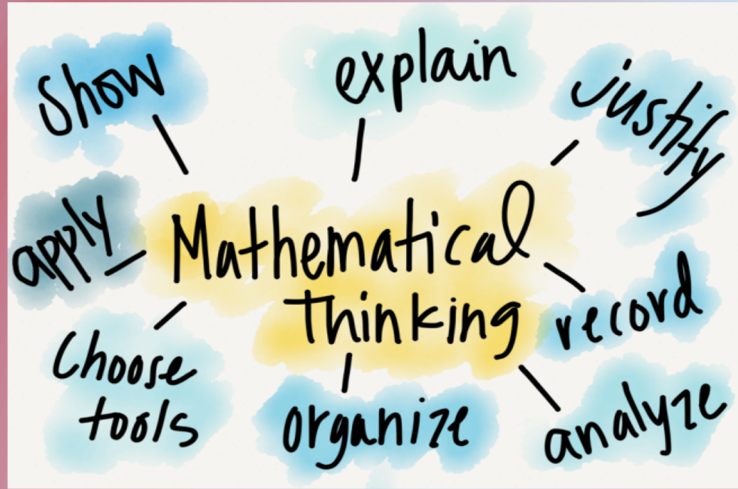 Show
explain
justify
apply
Mathematical
Thinking
record
Choose
tools
organize
analyze